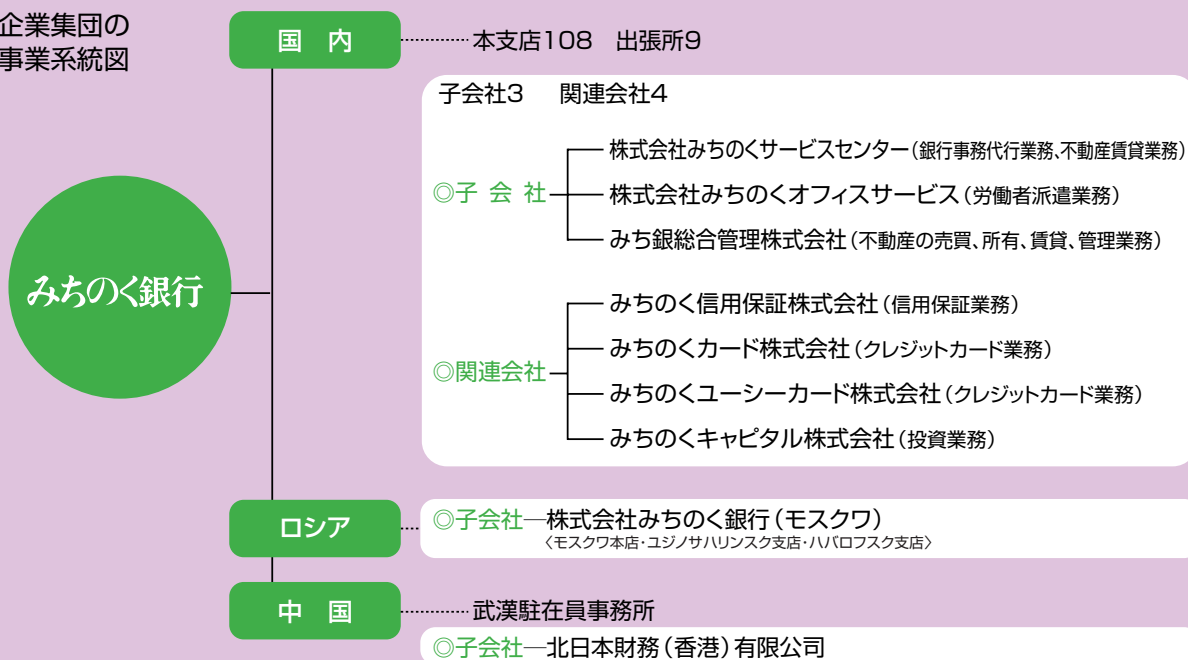 企業集団の
事業系統図
国 内
本支店108 出張所9
子会社3 関連会社4
◎子会社
株式会社みちのくサービスセンター(銀行事務代行業務、不動産賃貸業務)
株式会社みちのくオフィスサービス(労働者派遣業務)
みち銀総合管理株式会社(不動産の売買、所有、賃貸、管理業務)
みちのく銀行
◎関連会社
みちのく信用保証株式会社(信用保証業務)
みちのくカード株式会社(クレジットカード業務)
みちのくユーシーカード株式会社(クレジットカード業務)
みちのくキャピタル株式会社(投資業務)
ロシア
◎子会社―株式会社みちのく銀行(モスクワ)
〈モスクワ本店・ユジノサハリンスク支店・ハバロフスク支店〉
中 国
武漢駐在員事務所
◎子会社―北日本財務(香港)有限公司